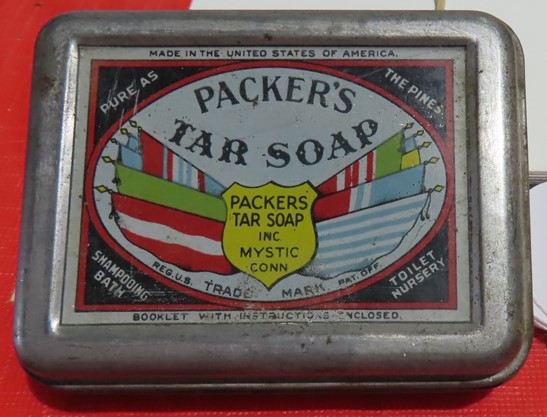 MADE IN THE UNITED STATES OF AMERICA.
PURE AS
THE PINES
PACKER'S
TAR SOAP
PACKERS
TAR SOAP
INC
MYSTIC
CONN
SHAMPOOING
BATH
TOILET
NURSERY
REG. U.S. TRADE MARK PAT. OFF.
BOOKLET WITH INSTRUCTIONS ENCLOSED.